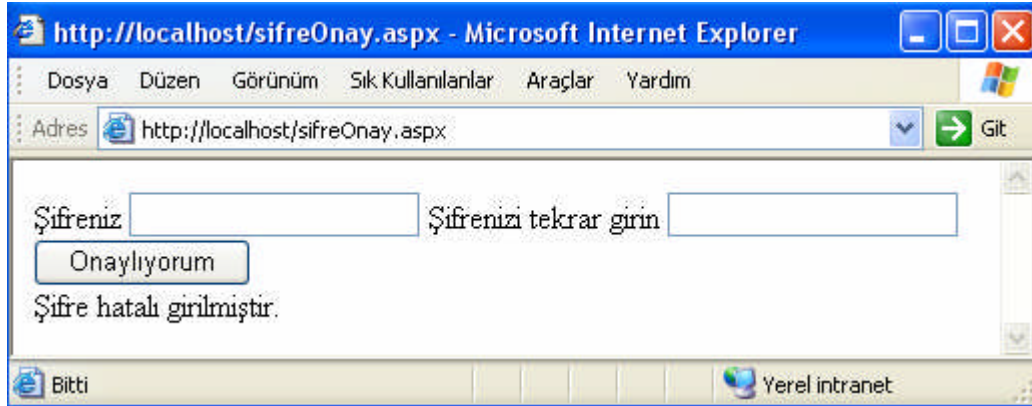 http://localhost/sifreOnay.aspx - Microsoft Internet Explorer
Dosya Düzen Görünüm Sık Kullanılanlar Araçlar Yardım
Adres http://localhost/sifreOnay.aspx Git
Şifreniz Şifrenizi tekrar girin
Onaylıyorum
Şifre hatalı girilmiştir.
Bitti Yerel intranet